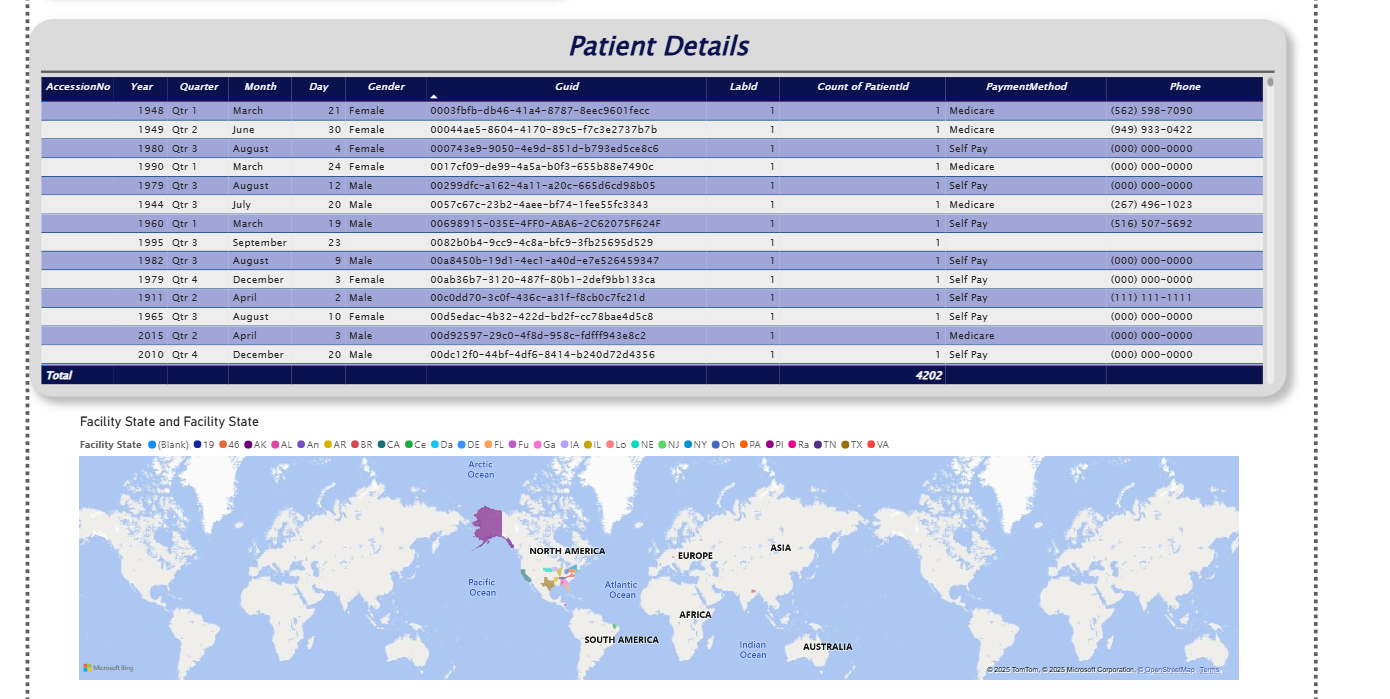 Patient Details
AccessionNo Year Quarter Month Day Gender Guid LabId Count of PatientId PaymentMethod Phone
1948 Qtr 1 March 21 Female 0003fbfb-db46-41a4-8787-8eec9601fecc 1 1 Medicare (562) 598-7090
1949 Qtr 2 June 30 Female 00044ae5-8604-4170-89c5-f7c3e2737b7b 1 1 Medicare (949) 933-0422
1980 Qtr 3 August 4 Female 000743e9-9050-4e9d-851d-b793ed5ce8c6 1 1 Self Pay (000) 000-0000
1990 Qtr 1 March 24 Female 0017cf09-de99-4a5a-b0f3-655b88e7490c 1 1 Medicare (000) 000-0000
1979 Qtr 3 August 12 Male 00299dfc-a162-4a11-a20c-665d6cd98b05 1 1 Self Pay (000) 000-0000
1944 Qtr 3 July 20 Male 0057c67c-23b2-4aee-bf74-1fee55fc3343 1 1 Medicare (267) 496-1023
1960 Qtr 1 March 19 Male 00698915-035E-4FF0-A8A6-2C62075F624F 1 1 Self Pay (516) 507-5692
1995 Qtr 3 September 23 0082b0b4-9cc9-4c8a-bfc9-3fb25695d529 1 1
1982 Qtr 3 August 9 Male 00a8450b-19d1-4ec1-a40d-e7e526459347 1 1 Self Pay (000) 000-0000
1979 Qtr 4 December 3 Female 00ab36b7-3120-487f-80b1-2def9bb133ca 1 1 Self Pay (000) 000-0000
1911 Qtr 2 April 2 Male 00c0dd70-3c0f-436c-a31f-f8cb0c7fc21d 1 1 Self Pay (111) 111-1111
1965 Qtr 3 August 10 Female 00d5edac-4b32-422d-bd2f-cc78bae4d5c8 1 1 Self Pay (000) 000-0000
2015 Qtr 2 April 3 Male 00d92597-29c0-4f8d-958c-fdfff943e8c2 1 1 Medicare (000) 000-0000
2010 Qtr 4 December 20 Male 00dc12f0-44bf-4df6-8414-b240d72d4356 1 1 Self Pay (000) 000-0000
Total 4202
Facility State and Facility State
Facility State (Blank) 19 46 AK AL An AR BR CA Ce Da DE FL Fu Ga IA IL Lo NE NJ NY Oh PA PI Ra TN TX VA
Arctic
Ocean
NORTH AMERICA
EUROPE
ASIA
Pacific
Ocean
Atlantic
Ocean
AFRICA
SOUTH AMERICA
Indian
Ocean
AUSTRALIA
Microsoft Bing
© 2025 TomTom, © 2025 Microsoft Corporation, © OpenStreetMap Terms